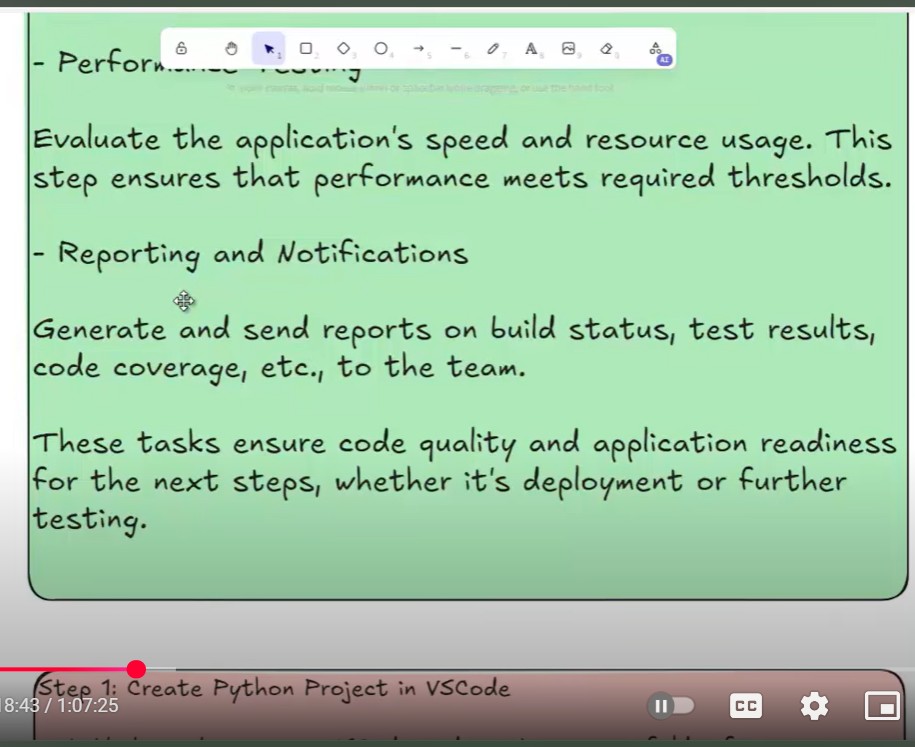 - Performance Testing
Evaluate the application's speed and resource usage. This
step ensures that performance meets required thresholds.
- Reporting and Notifications
Generate and send reports on build status, test results,
code coverage, etc., to the team.
These tasks ensure code quality and application readiness
for the next steps, whether it's deployment or further
testing.
Step 1: Create Python Project in VSCode
8:43 / 1:07:25
CC
AI